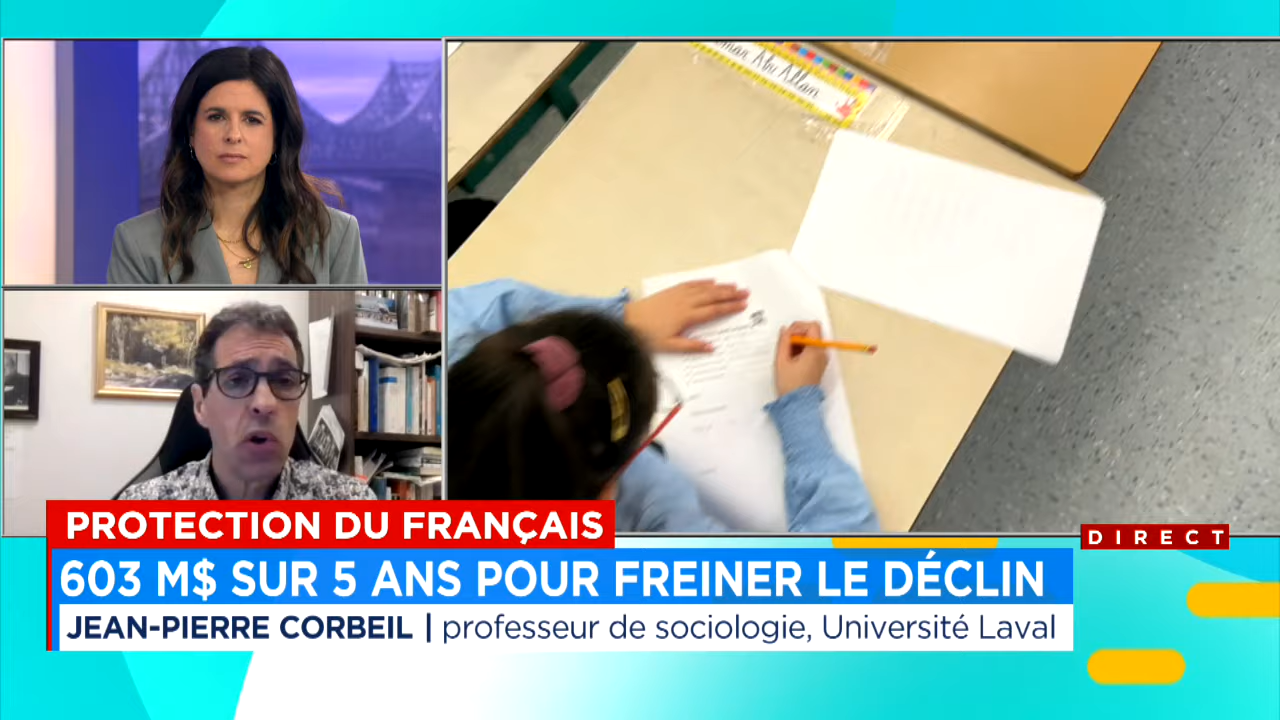 PROTECTION DU FRANÇAIS
DIRECT
603 M$ SUR 5 ANS POUR FREINER LE DÉCLIN
JEAN-PIERRE CORBEIL | professeur de sociologie, Université Laval